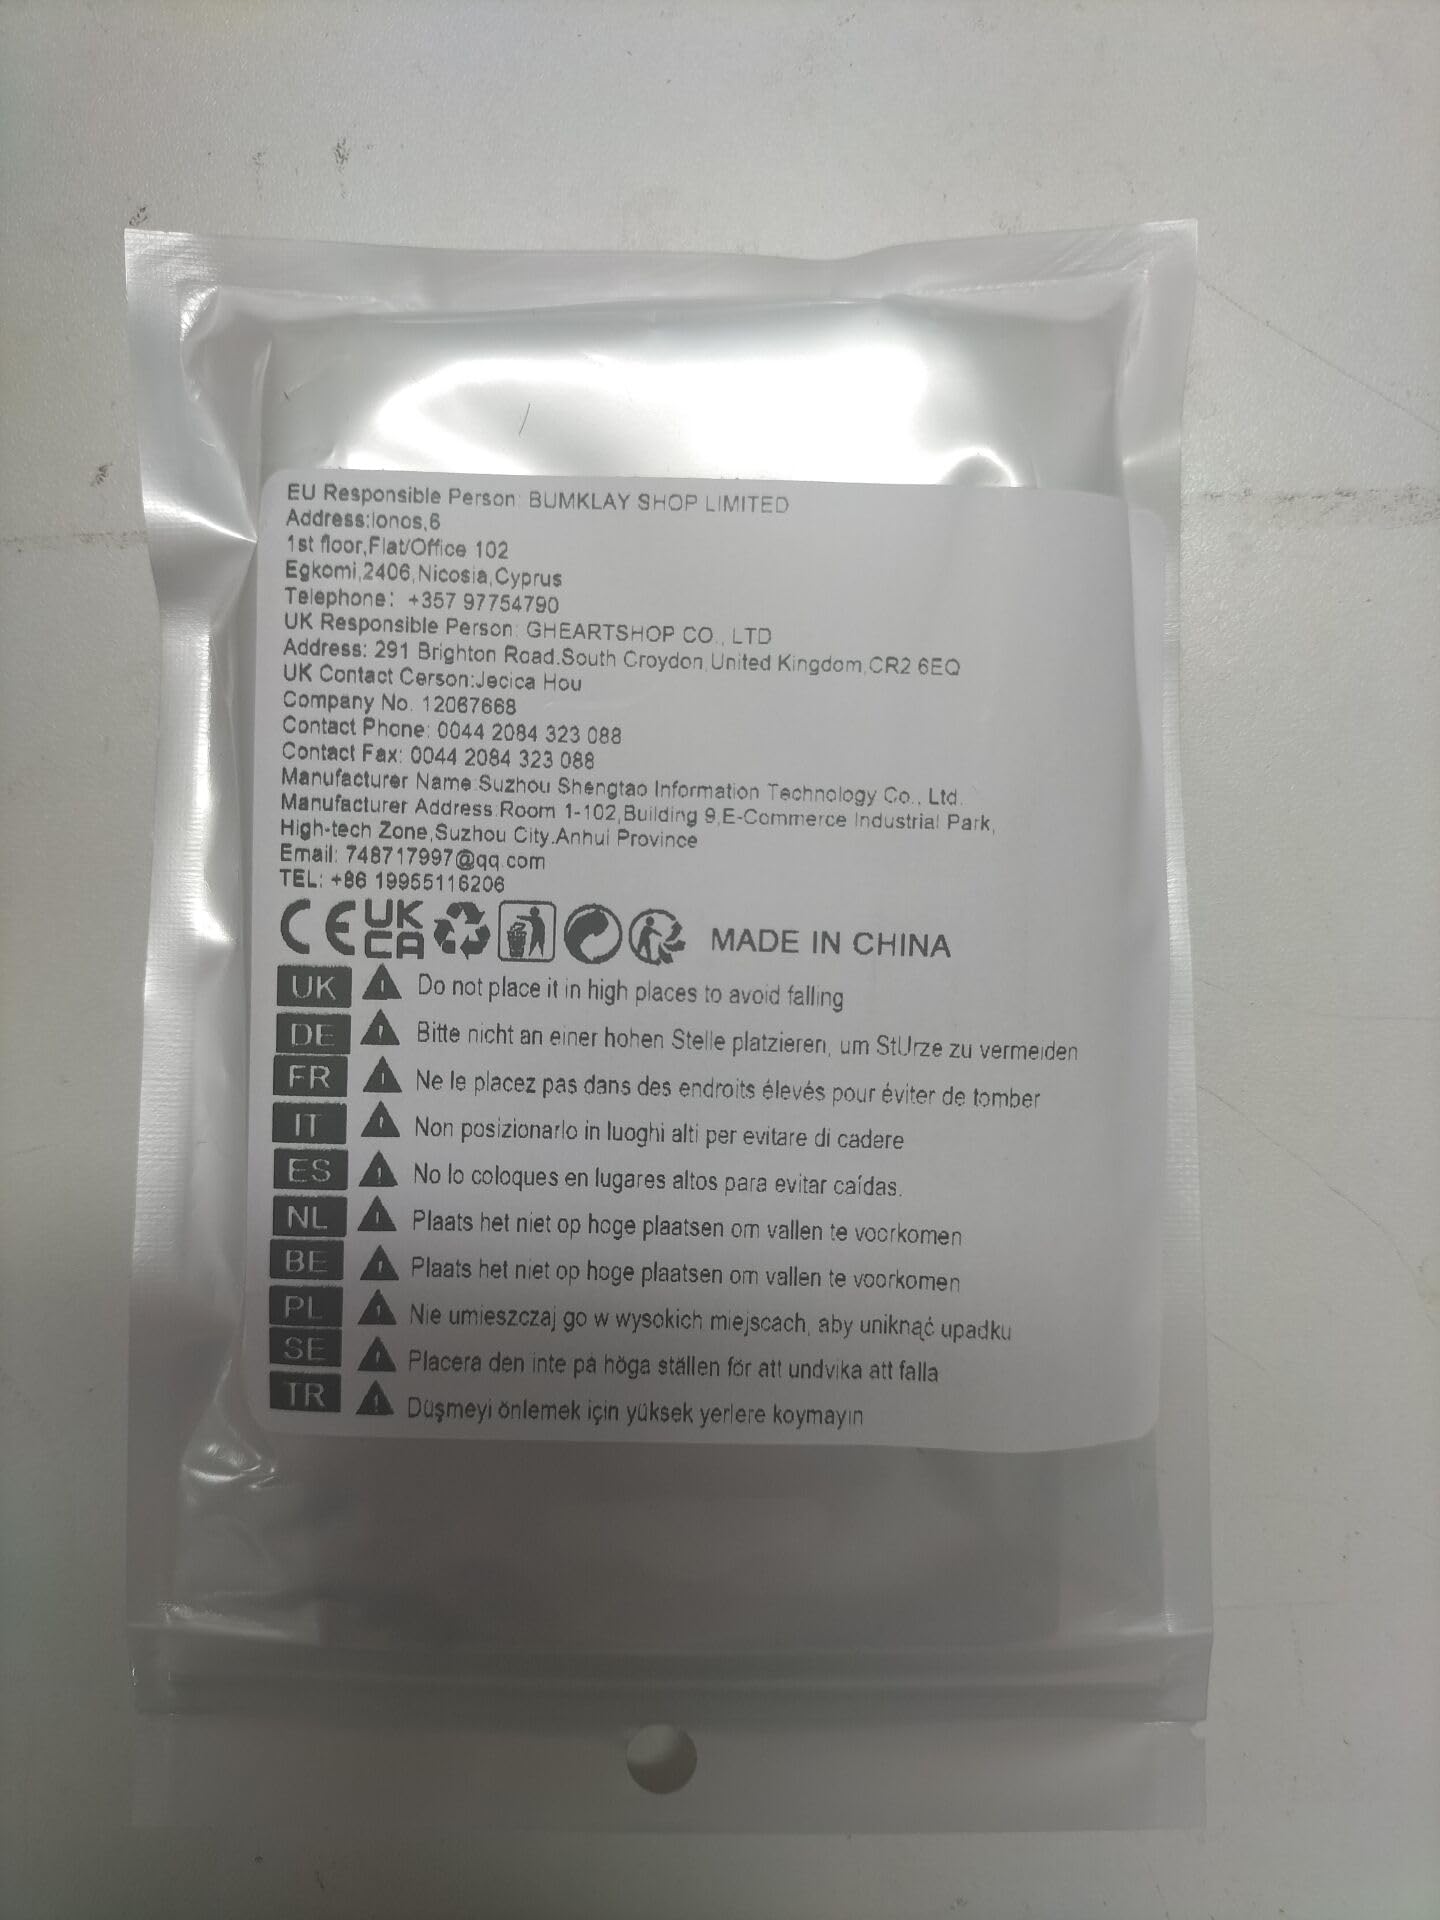 EU Responsible Person: BUMKLAY SHOP LIMITED
Address:Ionos,6
1st floor,Flat/Office 102
Egkomi,2406,Nicosia,Cyprus
Telephone: +357 97754790
UK Responsible Person: GHEARTSHOP CO., LTD
Address: 291 Brighton Road.South Croydon,United Kingdom,CR2 6EQ
UK Contact Cerson:Jecica Hou
Company No. 12067668
Contact Phone: 0044 2084 323 088
Contact Fax: 0044 2084 323 088
Manufacturer Name:Suzhou Shengtao Information Technology Co., Ltd.
Manufacturer Address:Room 1-102,Building 9,E-Commerce Industrial Park,
High-tech Zone,Suzhou City.Anhui Province
Email: 748717997@qq.com
TEL: +86 19955116206
CE UK CA MADE IN CHINA
UK Do not place it in high places to avoid falling
DE Bitte nicht an einer hohen Stelle platzieren, um StUrze zu vermeiden
FR Ne le placez pas dans des endroits élevés pour éviter de tomber
IT Non posizionarlo in luoghi alti per evitare di cadere
ES No lo coloques en lugares altos para evitar caídas.
NL Plaats het niet op hoge plaatsen om vallen te voorkomen
BE Plaats het niet op hoge plaatsen om vallen te voorkomen
PL Nie umieszczaj go w wysokich miejscach, aby uniknąć upadku
SE Placera den inte på höga ställen för att undvika att falla
TR Düşmeyi önlemek için yüksek yerlere koymayın